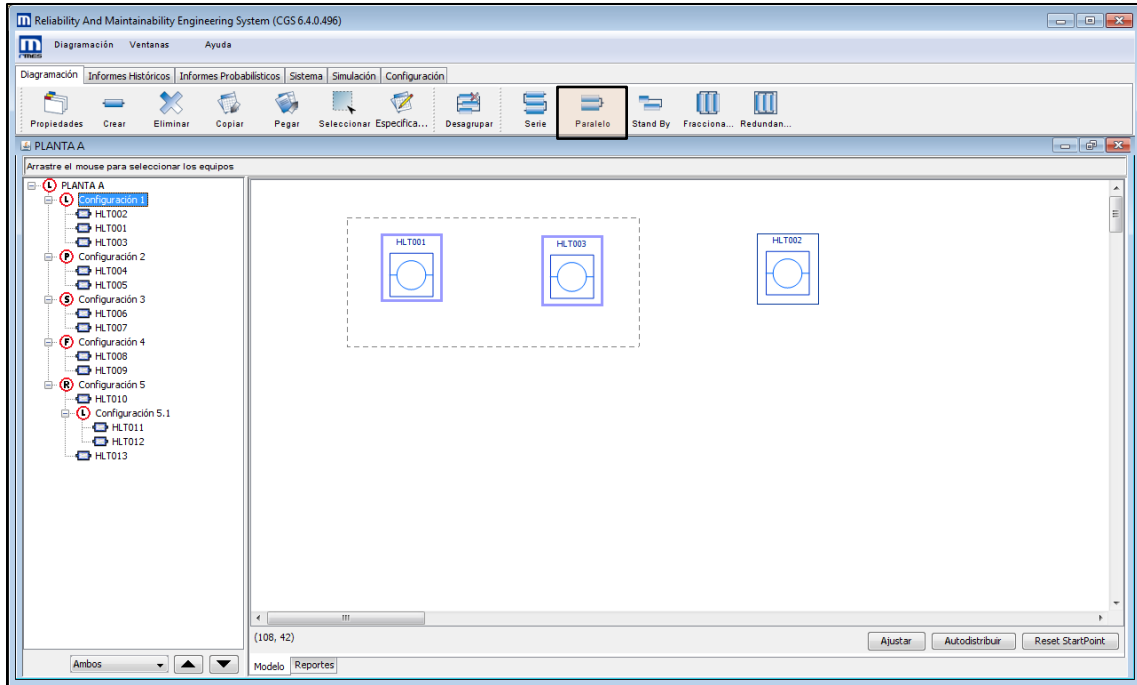 Reliability And Maintainability Engineering System (CGS 6.4.0.496)
Diagramación Ventanas Ayuda
Diagramación Informes Históricos Informes Probabilísticos Sistema Simulación Configuración
Propiedades Crear Eliminar Copiar Pegar Seleccionar Especifica... Desagrupar Serie Paralelo Stand By Fracciona... Redundan...
PLANTA A
Arrastre el mouse para seleccionar los equipos
L PLANTA A
L Configuración 1
HLT002
HLT001
HLT003
P Configuración 2
HLT004
HLT005
S Configuración 3
HLT006
HLT007
F Configuración 4
HLT008
HLT009
R Configuración 5
HLT010
L Configuración 5.1
HLT011
HLT012
HLT013
HLT001 HLT003 HLT002
(108, 42)
Ajustar Autodistribuir Reset StartPoint
Ambos
Modelo Reportes